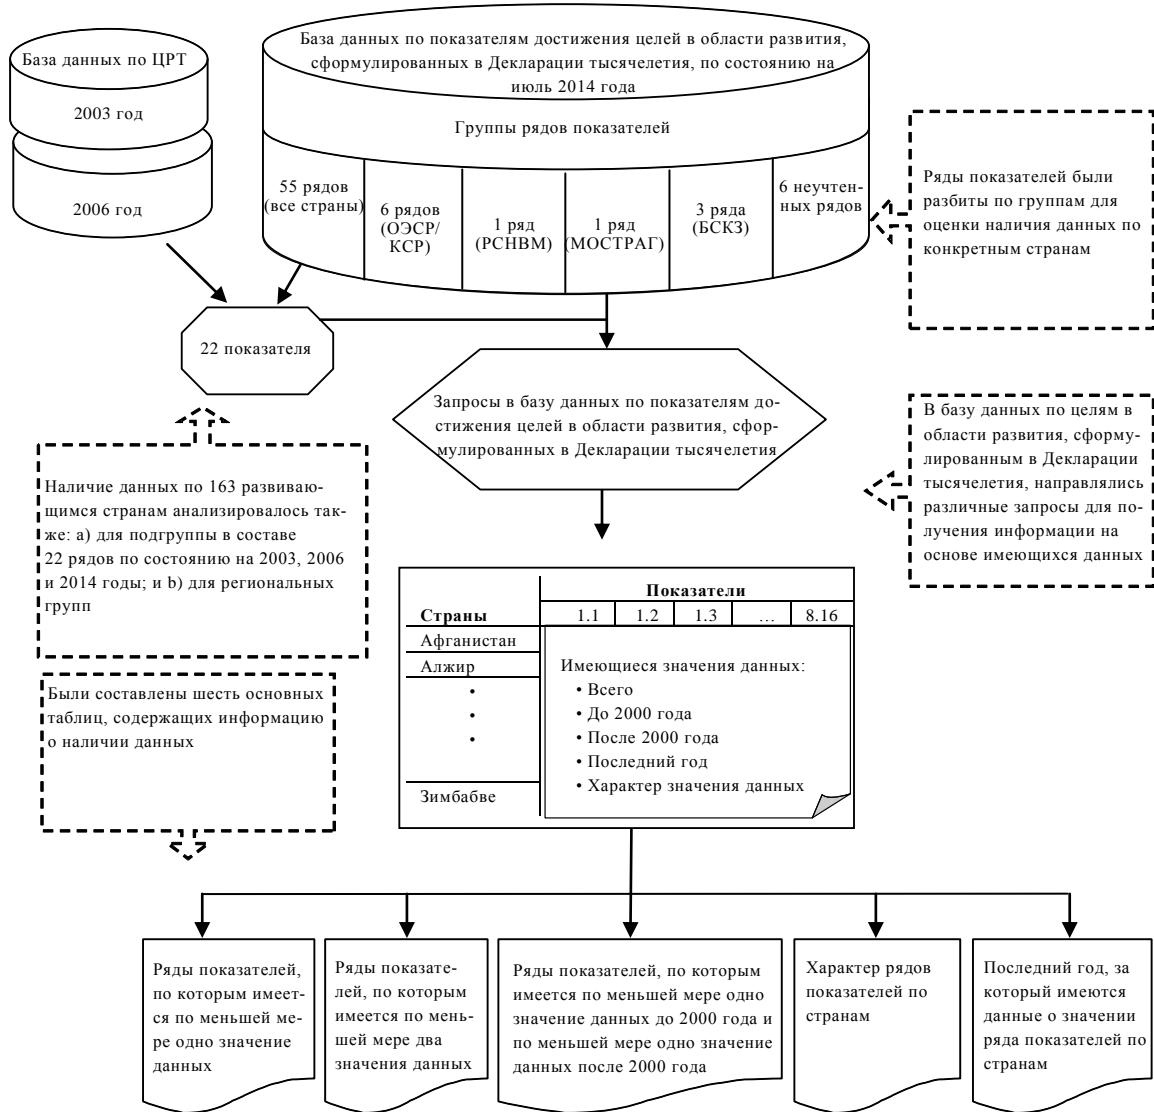 База данных по ЦРТ
2003 год
2006 год
База данных по показателям достижения целей в области развития,
сформулированных в Декларации тысячелетия, по состоянию на
июль 2014 года
Группы рядов показателей
55 рядов
(все страны)
6 рядов
(ОЭСР/
КСР)
1 ряд
(РСНВМ)
1 ряд
(МОСТРАГ)
3 ряда
(БСКЗ)
6 неучтен-
ных рядов
Ряды показателей были
разбиты по группам для
оценки наличия данных по
конкретным странам
22 показателя
Запросы в базу данных по показателям до-
стижения целей в области развития, сфор-
мулированных в Декларации тысячелетия
В базу данных по целям в
области развития, сформу-
лированным в Декларации
тысячелетия, направлялись
различные запросы для по-
лучения информации на
основе имеющихся данных
Наличие данных по 163 развиваю-
щимся странам анализировалось так-
же: a) для подгруппы в составе
22 рядов по состоянию на 2003, 2006
и 2014 годы; и b) для региональных
групп
Были составлены шесть основных
таблиц, содержащих информацию
о наличии данных
Показатели
Страны 1.1 1.2 1.3 … 8.16
Афганистан
Алжир
•
•
•
Зимбабве
Имеющиеся значения данных:
• Всего
• До 2000 года
• После 2000 года
• Последний год
• Характер значения данных
Ряды показателей,
по которым имеет-
ся по меньшей ме-
ре одно значение
данных
Ряды показате-
лей, по которым
имеется по мень-
шей мере два
значения данных
Ряды показателей, по которым
имеется по меньшей мере одно
значение данных до 2000 года и
по меньшей мере одно значение
данных после 2000 года
Характер рядов
показателей по
странам
Последний год, за
который имеются
данные о значении
ряда показателей по
странам